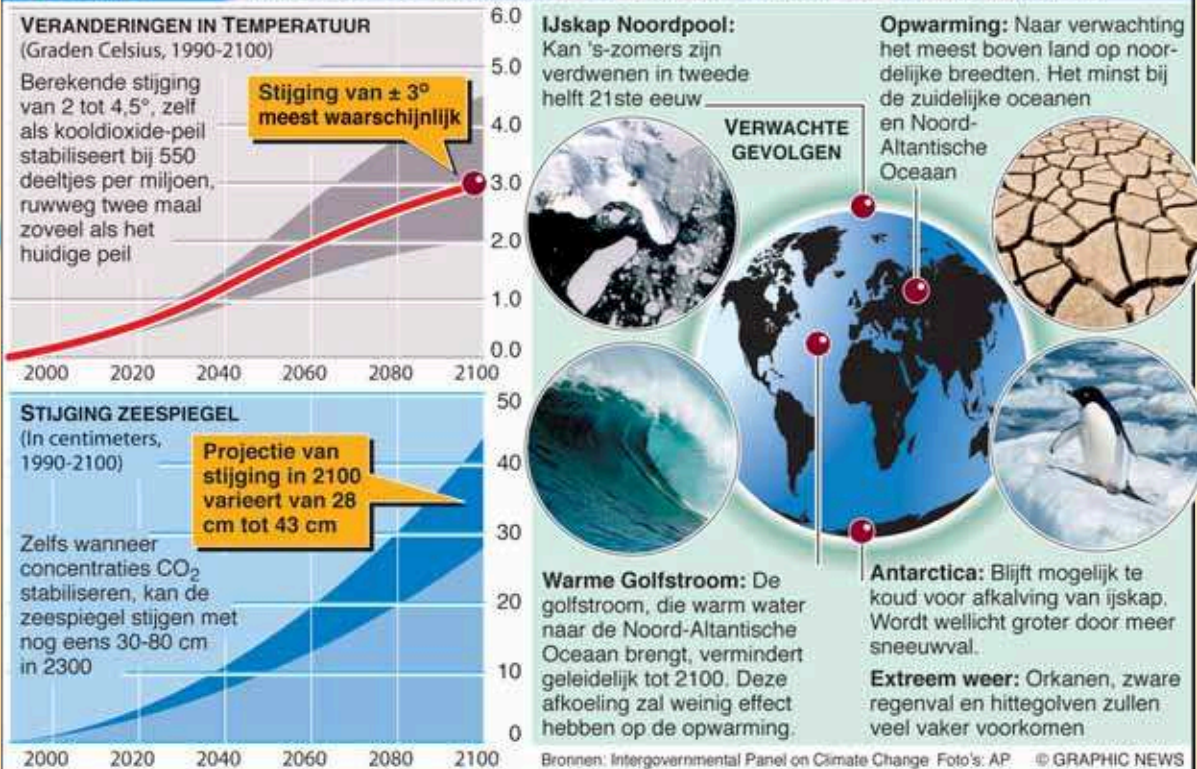 VERANDERINGEN IN TEMPERATUUR
(Graden Celsius, 1990-2100)
Berekende stijging
van 2 tot 4,5°, zelf
als kooldioxide-peil
stabiliseert bij 550
deeltjes per miljoen,
ruwweg twee maal
zoveel als het
huidige peil
Stijging van ± 3°
meest waarschijnlijk
6.0
5.0
4.0
3.0
2.0
1.0
0.0
2000 2020 2040 2060 2080 2100
STIJGING ZEESPIEGEL
(In centimeters,
1990-2100)
Projectie van
stijging in 2100
varieert van 28
cm tot 43 cm
Zelfs wanneer
concentraties CO₂
stabiliseren, kan de
zeespiegel stijgen met
nog eens 30-80 cm
in 2300
50
40
30
20
10
0
2000 2020 2040 2060 2080 2100
IJskap Noordpool:
Kan 's-zomers zijn
verdwenen in tweede
helft 21ste eeuw
VERWACHTE
GEVOLGEN
Opwarming: Naar verwachting
het meest boven land op noor-
delijke breedten. Het minst bij
de zuidelijke oceanen
en Noord-
Altantische
Oceaan
Warme Golfstroom: De
golfstroom, die warm water
naar de Noord-Altantische
Oceaan brengt, vermindert
geleidelijk tot 2100. Deze
afkoeling zal weinig effect
hebben op de opwarming.
Antarctica: Blijft mogelijk te
koud voor afkalving van ijskap.
Wordt wellicht groter door meer
sneeuwval.
Extreem weer: Orkanen, zware
regenval en hittegolven zullen
veel vaker voorkomen
Bronnen: Intergovernmental Panel on Climate Change Foto's: AP © GRAPHIC NEWS